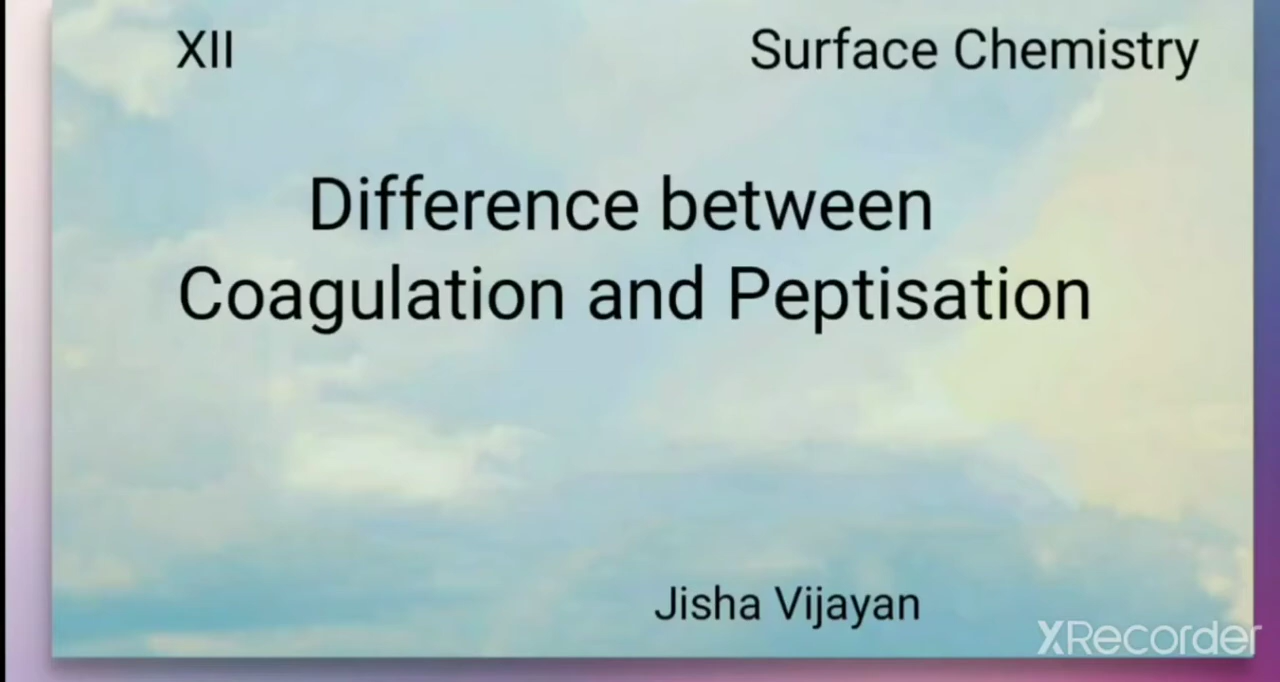 XII
Surface Chemistry
Difference between
Coagulation and Peptisation
Jisha Vijayan
XRecorder